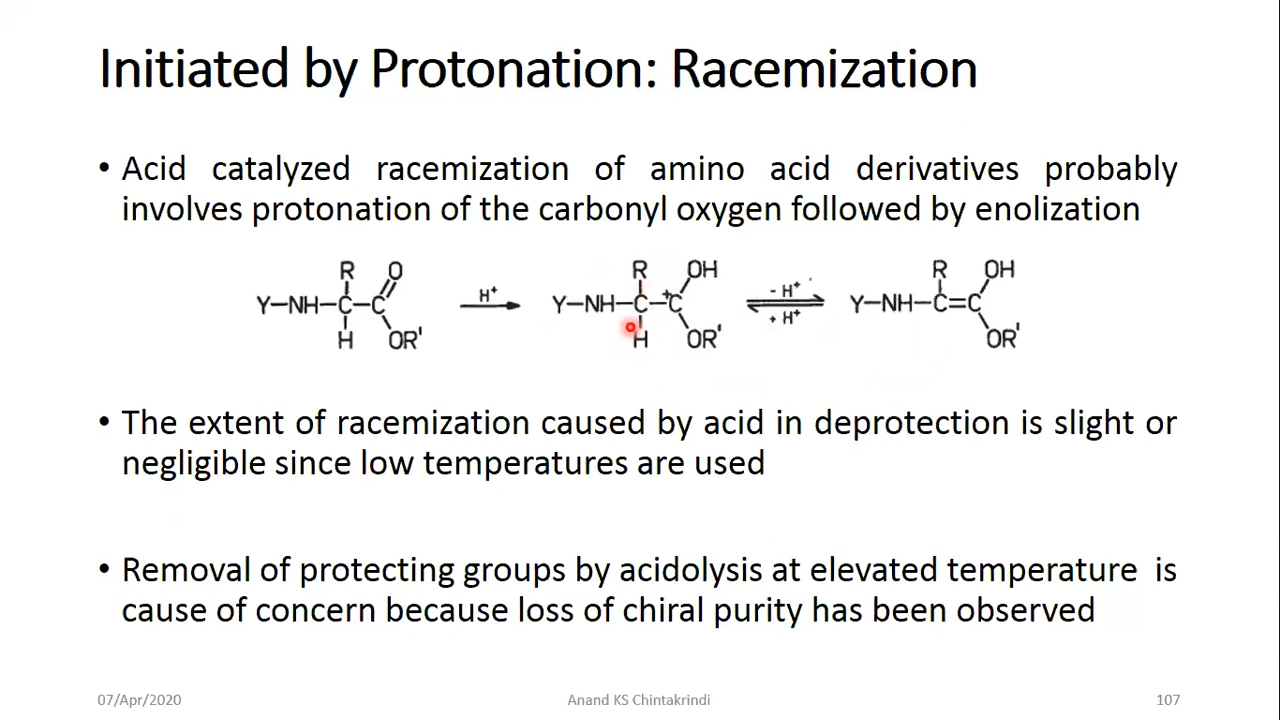 Initiated by Protonation: Racemization
• Acid catalyzed racemization of amino acid derivatives probably
involves protonation of the carbonyl oxygen followed by enolization
R O R OH R OH
Y–NH–C–C H⁺ Y–NH–C–C⁺ - H⁺ + H⁺ Y–NH–C=C
H OR' H OR' OR'
• The extent of racemization caused by acid in deprotection is slight or
negligible since low temperatures are used
• Removal of protecting groups by acidolysis at elevated temperature is
cause of concern because loss of chiral purity has been observed
07/Apr/2020 Anand KS Chintakrindi 107